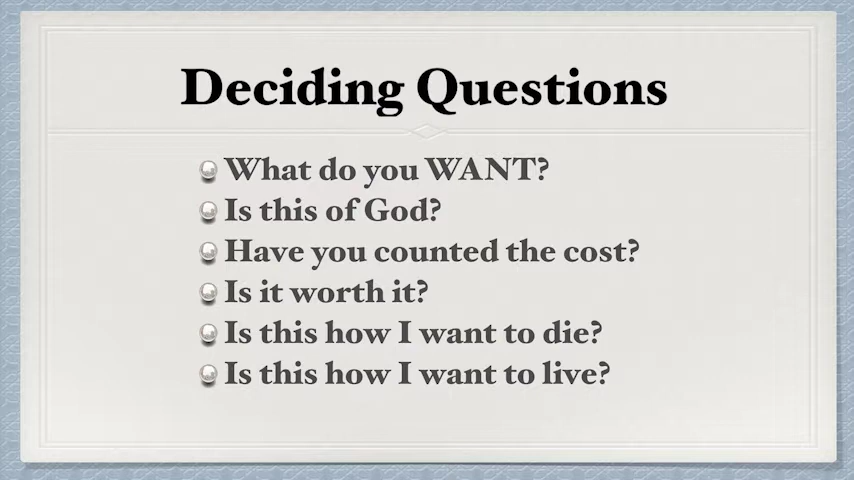 Deciding Questions
What do you WANT?
Is this of God?
Have you counted the cost?
Is it worth it?
Is this how I want to die?
Is this how I want to live?